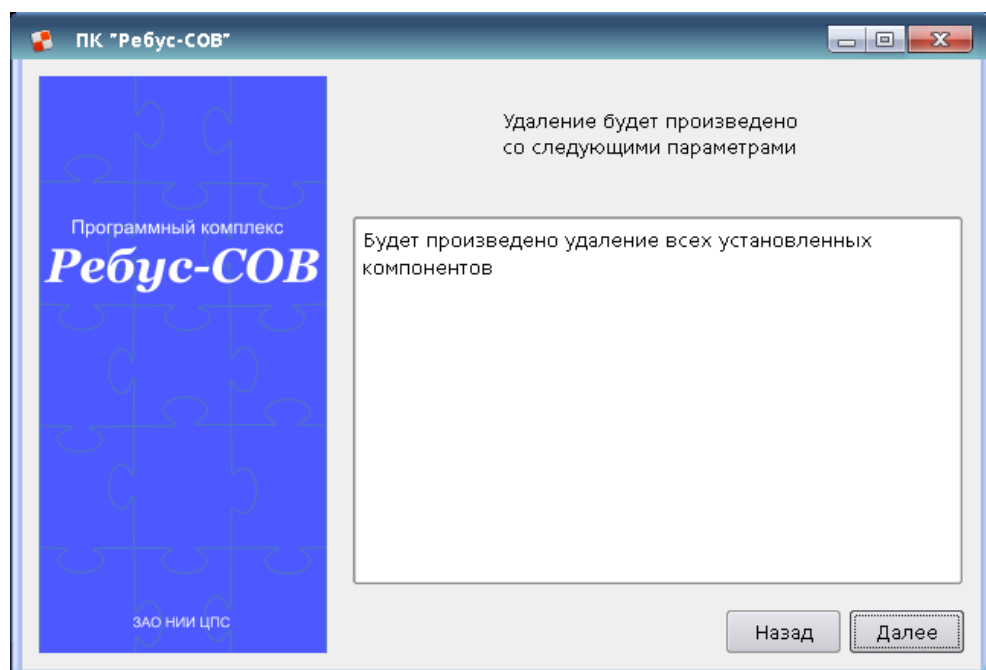 ПК "Ребус-СОВ"
Программный комплекс
Ребус-СОВ
ЗАО НИИ ЦПС
Удаление будет произведено
со следующими параметрами
Будет произведено удаление всех установленных
компонентов
Назад
Далее